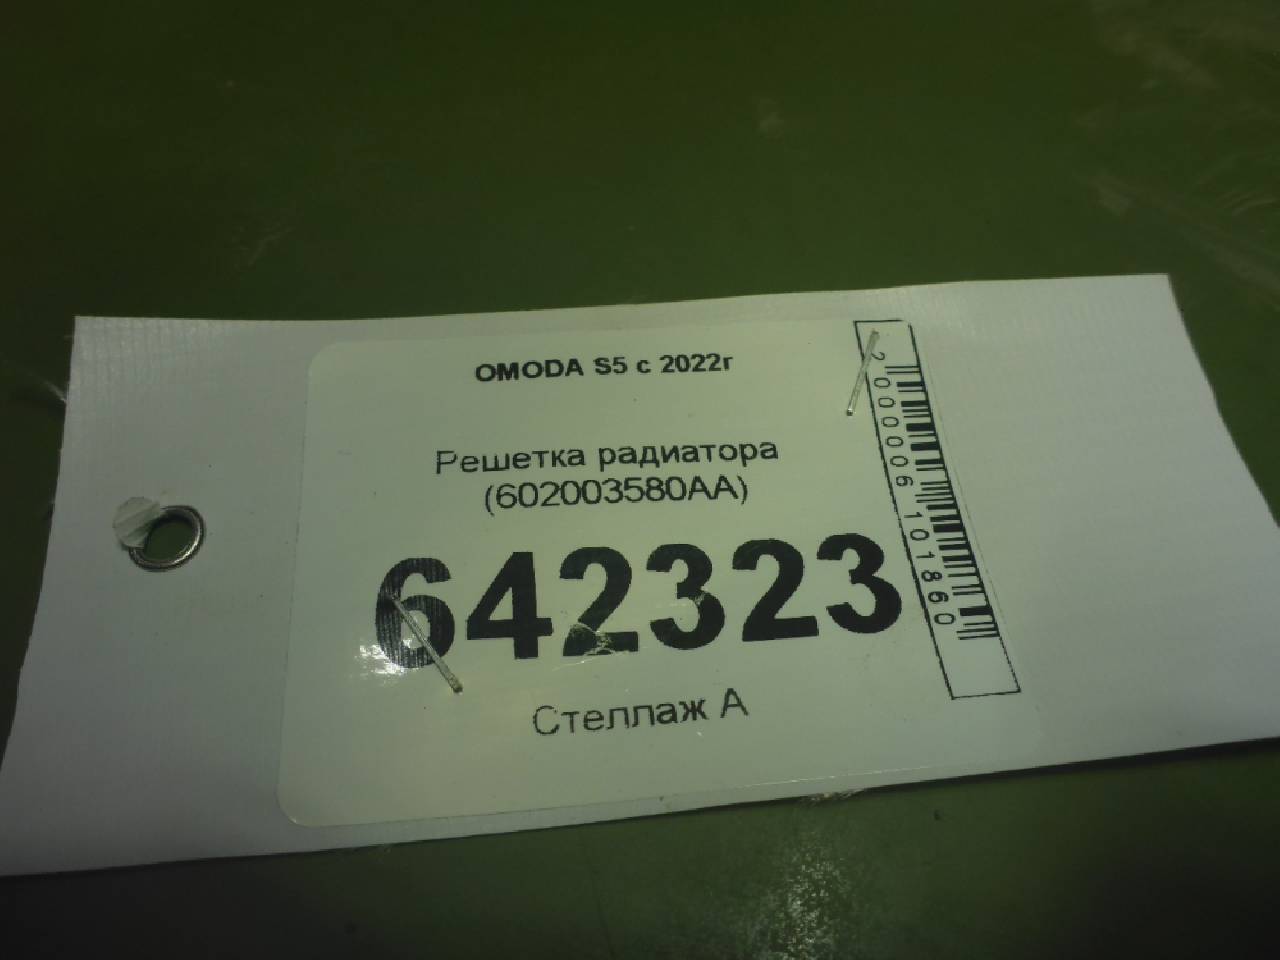 OMODA S5 с 2022г
Решетка радиатора
(602003580AA)
642323
Стеллаж А
2000006101860